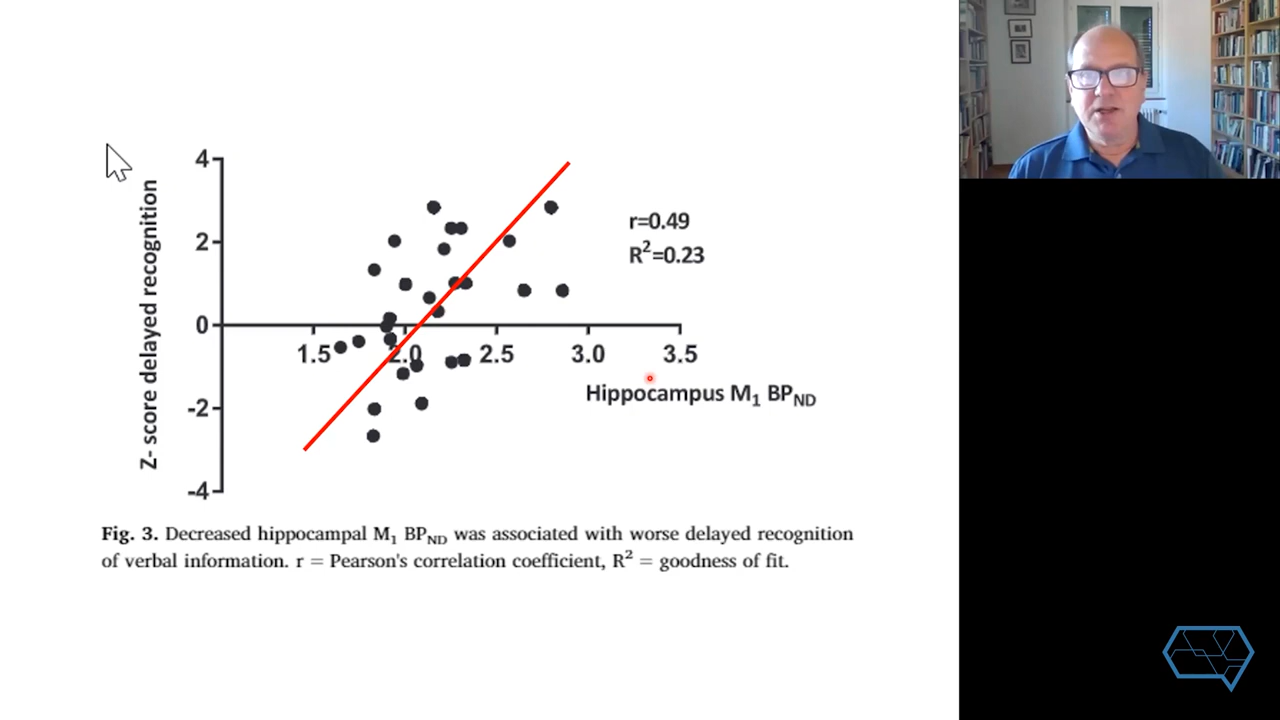 4
2
0
-2
-4
Z- score delayed recognition
1.5
2.0
2.5
3.0
3.5
r=0.49
R²=0.23
Hippocampus M₁ BP_ND
Fig. 3. Decreased hippocampal M₁ BP_ND was associated with worse delayed recognition
of verbal information. r = Pearson's correlation coefficient, R² = goodness of fit.